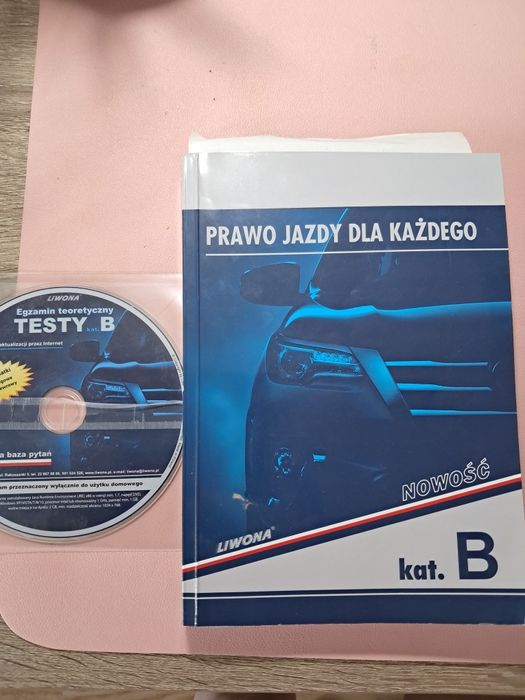 PRAWO JAZDY DLA KAŻDEGO
NOWOŚĆ
LIWONA
kat. B
LIWONA
Egzamin teoretyczny
TESTY kat. B
aktualizacji przez Internet
a baza pytań
am przeznaczony wyłącznie do użytku domowego